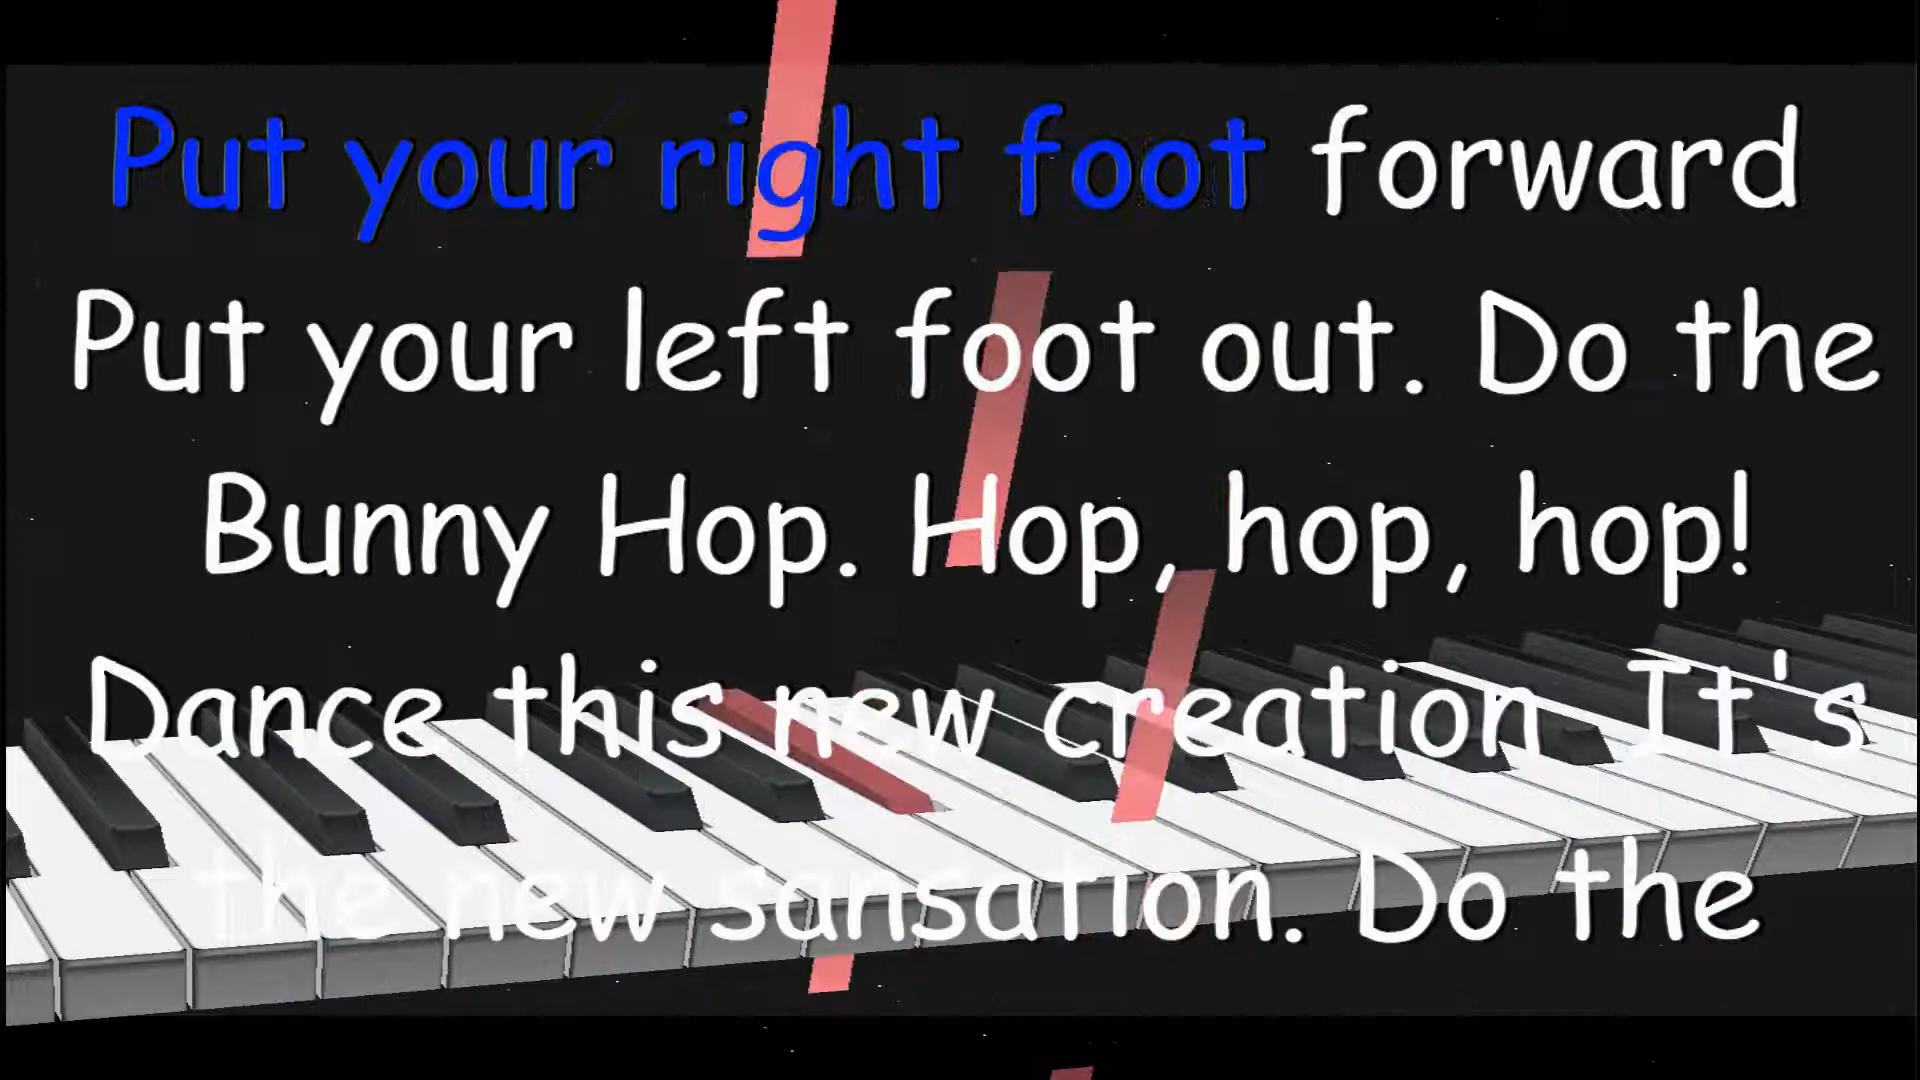 Put your right foot forward
Put your left foot out. Do the
Bunny Hop. Hop, hop, hop!
Dance this new creation. It's
the new sansation. Do the